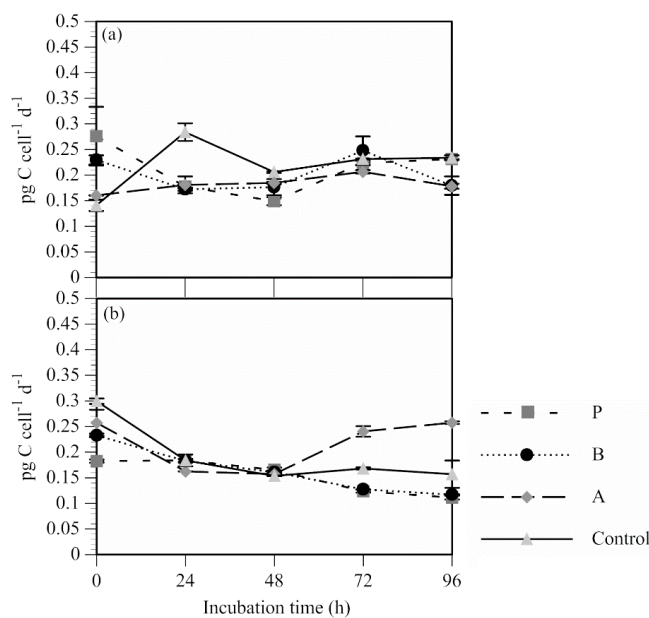 (a)
pg C cell⁻¹ d⁻¹
0.5
0.45
0.4
0.35
0.3
0.25
0.2
0.15
0.1
0.05
0
(b)
pg C cell⁻¹ d⁻¹
0.5
0.45
0.4
0.35
0.3
0.25
0.2
0.15
0.1
0.05
0
0 24 48 72 96
Incubation time (h)
P
B
A
Control